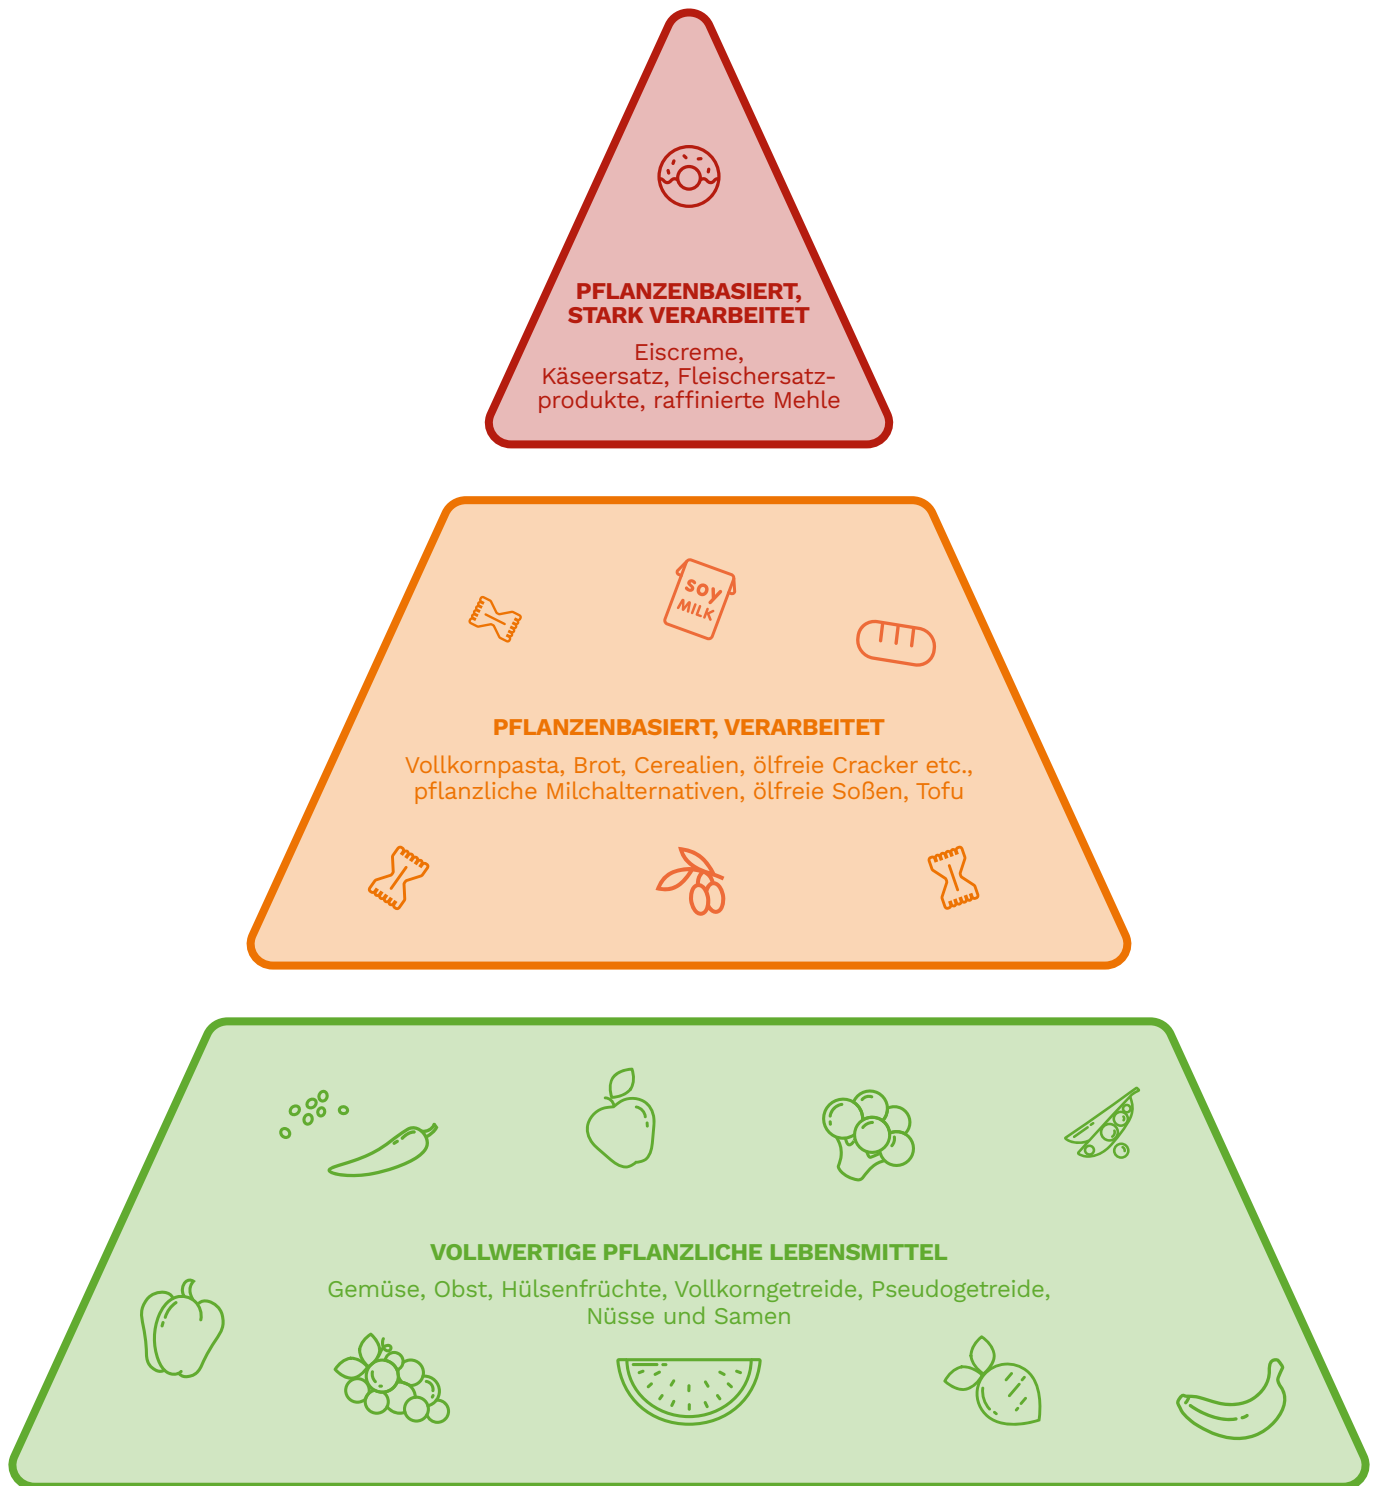 PFLANZENBASIERT,
STARK VERARBEITET
Eiscreme,
Käseersatz, Fleischersatz-
produkte, raffinierte Mehle
soy
MILK
PFLANZENBASIERT, VERARBEITET
Vollkornpasta, Brot, Cerealien, ölfreie Cracker etc.,
pflanzliche Milchalternativen, ölfreie Soßen, Tofu
VOLLWERTIGE PFLANZLICHE LEBENSMITTEL
Gemüse, Obst, Hülsenfrüchte, Vollkorngetreide, Pseudogetreide,
Nüsse und Samen